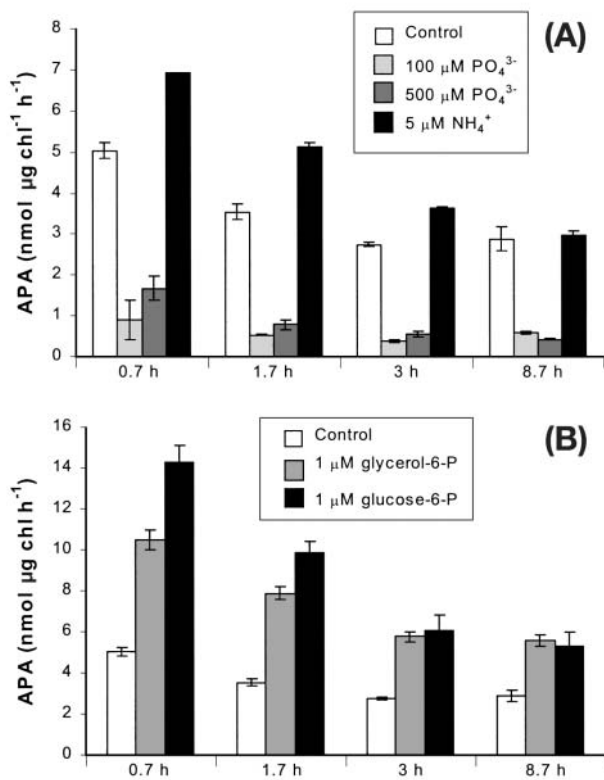 (A)
Control
100 μM PO₄³⁻
500 μM PO₄³⁻
5 μM NH₄⁺
APA (nmol μg chl⁻¹ h⁻¹)
8
7
6
5
4
3
2
1
0
0.7 h 1.7 h 3 h 8.7 h
(B)
Control
1 μM glycerol-6-P
1 μM glucose-6-P
APA (nmol μg chl h⁻¹)
16
14
12
10
8
6
4
2
0
0.7 h 1.7 h 3 h 8.7 h